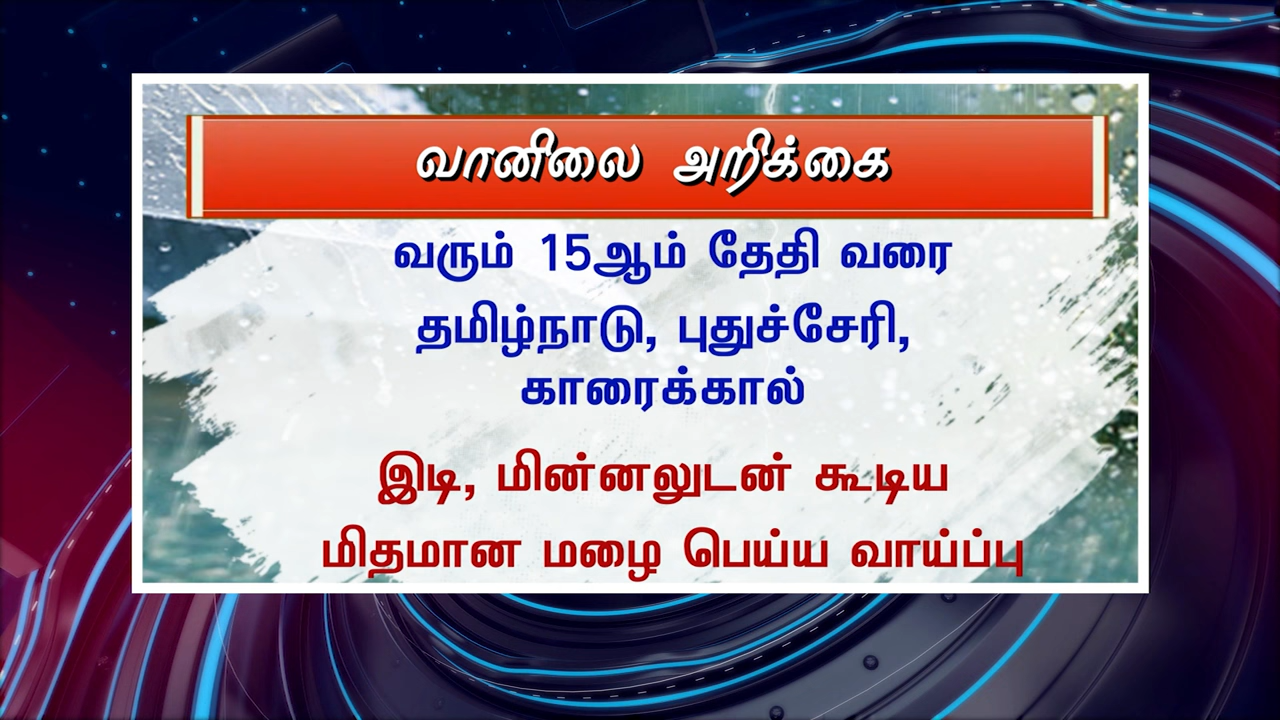 வானிலை அறிக்கை
வரும் 15ஆம் தேதி வரை
தமிழ்நாடு, புதுச்சேரி,
காரைக்கால்
இடி, மின்னலுடன் கூடிய
மிதமான மழை பெய்ய வாய்ப்பு